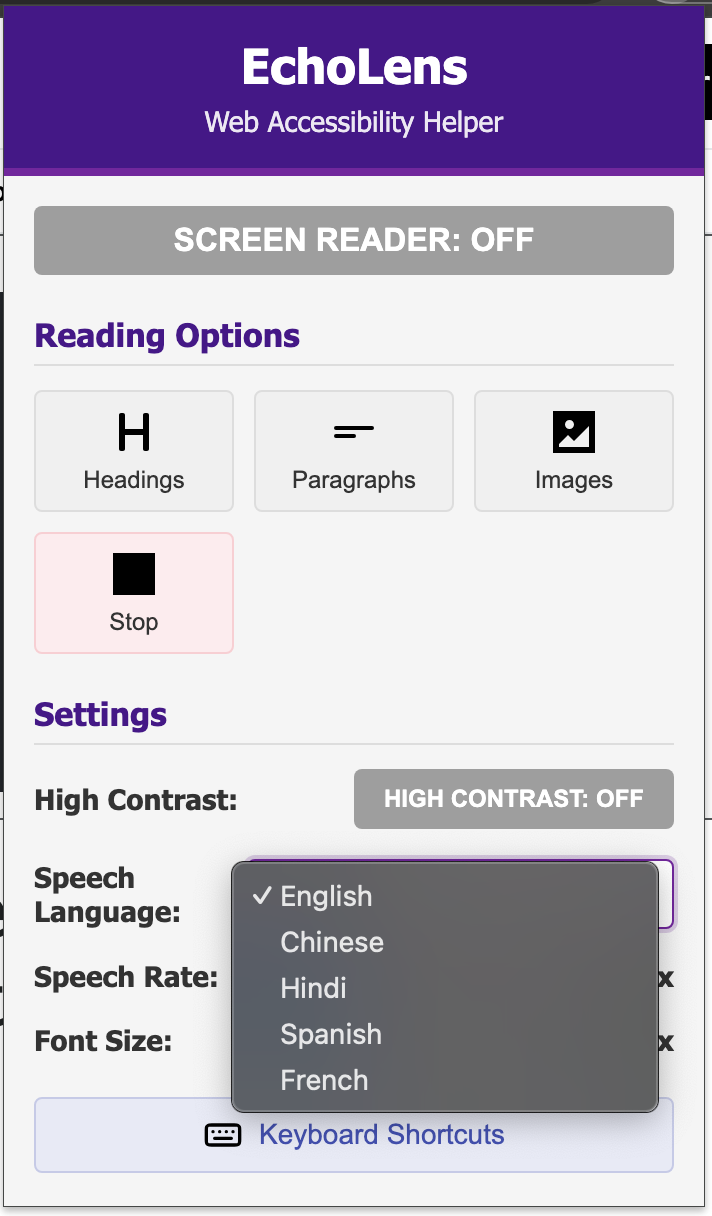 EchoLens
Web Accessibility Helper
SCREEN READER: OFF
Reading Options
H
Headings
Paragraphs
Images
Stop
Settings
High Contrast:
HIGH CONTRAST: OFF
Speech
Language:
✓ English
Chinese
Hindi
Spanish
French
Speech Rate:
x
Font Size:
x
Keyboard Shortcuts